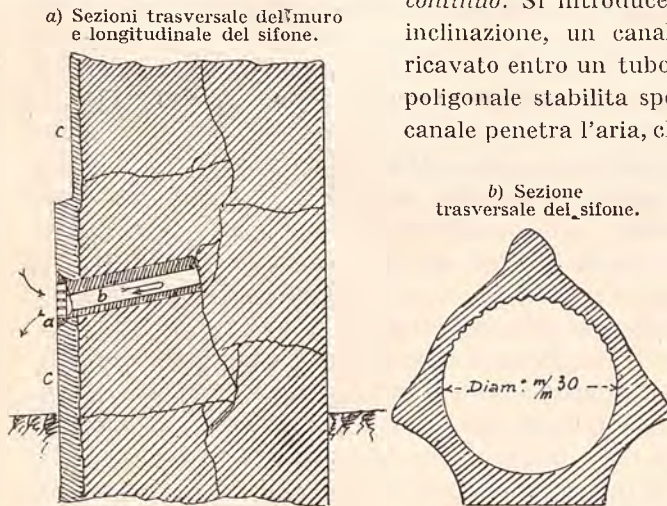 a) Sezioni trasversale del muro
e longitudinale del sifone.
continuo. Si introduce
inclinazione, un canal
ricavato entro un tubo
poligonale stabilita spe
canale penetra l'aria, cl
b) Sezione
trasversale del sifone.
c
b
a
c
Diam: m/m 30